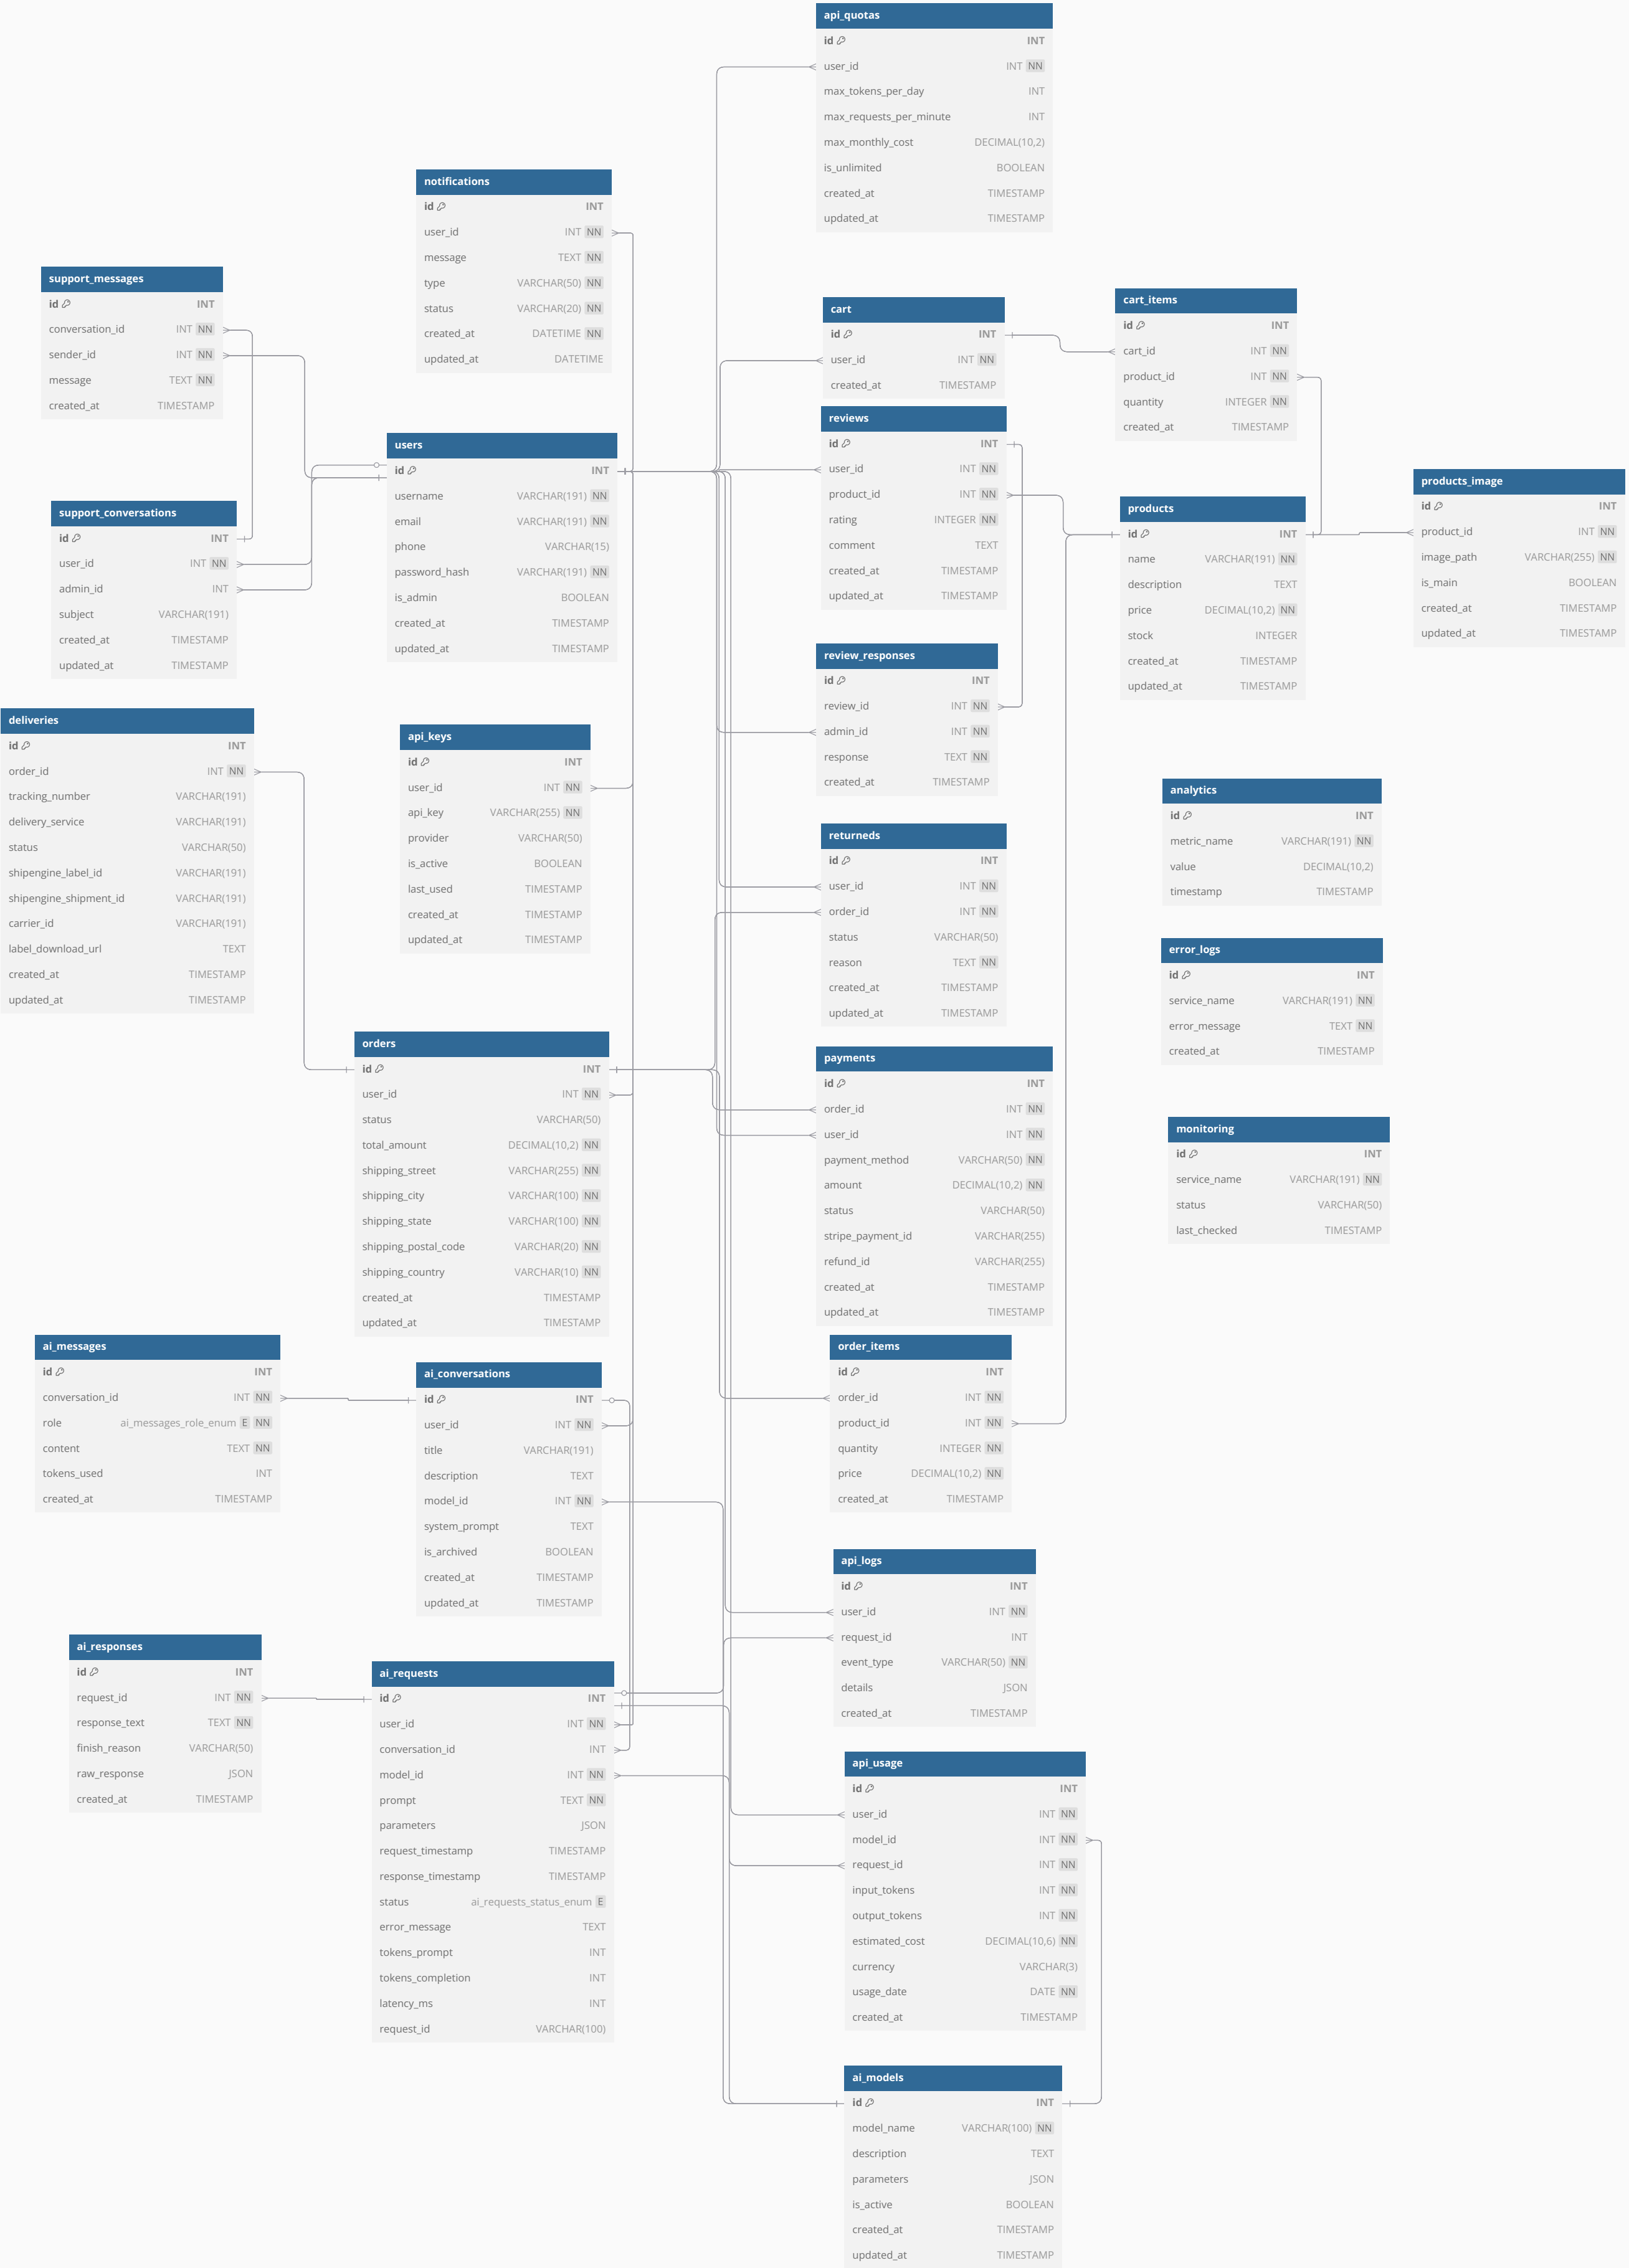 api_quotas
id INT
user_id INT NN
max_tokens_per_day INT
max_requests_per_minute INT
max_monthly_cost DECIMAL(10,2)
is_unlimited BOOLEAN
created_at TIMESTAMP
updated_at TIMESTAMP
notifications
id INT
user_id INT NN
message TEXT NN
type VARCHAR(50) NN
status VARCHAR(20) NN
created_at DATETIME NN
updated_at DATETIME
support_messages
id INT
conversation_id INT NN
sender_id INT NN
message TEXT NN
created_at TIMESTAMP
cart
id INT
user_id INT NN
created_at TIMESTAMP
cart_items
id INT
cart_id INT NN
product_id INT NN
quantity INTEGER NN
created_at TIMESTAMP
users
id INT
username VARCHAR(191) NN
email VARCHAR(191) NN
phone VARCHAR(15)
password_hash VARCHAR(191) NN
is_admin BOOLEAN
created_at TIMESTAMP
updated_at TIMESTAMP
reviews
id INT
user_id INT NN
product_id INT NN
rating INTEGER NN
comment TEXT
created_at TIMESTAMP
updated_at TIMESTAMP
products_image
id INT
product_id INT NN
image_path VARCHAR(255) NN
is_main BOOLEAN
created_at TIMESTAMP
updated_at TIMESTAMP
products
id INT
name VARCHAR(191) NN
description TEXT
price DECIMAL(10,2) NN
stock INTEGER
created_at TIMESTAMP
updated_at TIMESTAMP
support_conversations
id INT
user_id INT NN
admin_id INT
subject VARCHAR(191)
created_at TIMESTAMP
updated_at TIMESTAMP
review_responses
id INT
review_id INT NN
admin_id INT NN
response TEXT NN
created_at TIMESTAMP
deliveries
id INT
order_id INT NN
tracking_number VARCHAR(191)
delivery_service VARCHAR(191)
status VARCHAR(50)
shipengine_label_id VARCHAR(191)
shipengine_shipment_id VARCHAR(191)
carrier_id VARCHAR(191)
label_download_url TEXT
created_at TIMESTAMP
updated_at TIMESTAMP
api_keys
id INT
user_id INT NN
api_key VARCHAR(255) NN
provider VARCHAR(50)
is_active BOOLEAN
last_used TIMESTAMP
created_at TIMESTAMP
updated_at TIMESTAMP
analytics
id INT
metric_name VARCHAR(191) NN
value DECIMAL(10,2)
timestamp TIMESTAMP
returneds
id INT
user_id INT NN
order_id INT NN
status VARCHAR(50)
reason TEXT NN
created_at TIMESTAMP
updated_at TIMESTAMP
error_logs
id INT
service_name VARCHAR(191) NN
error_message TEXT NN
created_at TIMESTAMP
orders
id INT
user_id INT NN
status VARCHAR(50)
total_amount DECIMAL(10,2) NN
shipping_street VARCHAR(255) NN
shipping_city VARCHAR(100) NN
shipping_state VARCHAR(100) NN
shipping_postal_code VARCHAR(20) NN
shipping_country VARCHAR(10) NN
created_at TIMESTAMP
updated_at TIMESTAMP
payments
id INT
order_id INT NN
user_id INT NN
payment_method VARCHAR(50) NN
amount DECIMAL(10,2) NN
status VARCHAR(50)
stripe_payment_id VARCHAR(255)
refund_id VARCHAR(255)
created_at TIMESTAMP
updated_at TIMESTAMP
monitoring
id INT
service_name VARCHAR(191) NN
status VARCHAR(50)
last_checked TIMESTAMP
ai_messages
id INT
conversation_id INT NN
role ai_messages_role_enum E NN
content TEXT NN
tokens_used INT
created_at TIMESTAMP
ai_conversations
id INT
user_id INT NN
title VARCHAR(191)
description TEXT
model_id INT NN
system_prompt TEXT
is_archived BOOLEAN
created_at TIMESTAMP
updated_at TIMESTAMP
order_items
id INT
order_id INT NN
product_id INT NN
quantity INTEGER NN
price DECIMAL(10,2) NN
created_at TIMESTAMP
api_logs
id INT
user_id INT NN
request_id INT
event_type VARCHAR(50) NN
details JSON
created_at TIMESTAMP
ai_responses
id INT
request_id INT NN
response_text TEXT NN
finish_reason VARCHAR(50)
raw_response JSON
created_at TIMESTAMP
ai_requests
id INT
user_id INT NN
conversation_id INT
model_id INT NN
prompt TEXT NN
parameters JSON
request_timestamp TIMESTAMP
response_timestamp TIMESTAMP
status ai_requests_status_enum E
error_message TEXT
tokens_prompt INT
tokens_completion INT
latency_ms INT
request_id VARCHAR(100)
api_usage
id INT
user_id INT NN
model_id INT NN
request_id INT NN
input_tokens INT NN
output_tokens INT NN
estimated_cost DECIMAL(10,6) NN
currency VARCHAR(3)
usage_date DATE NN
created_at TIMESTAMP
ai_models
id INT
model_name VARCHAR(100) NN
description TEXT
parameters JSON
is_active BOOLEAN
created_at TIMESTAMP
updated_at TIMESTAMP